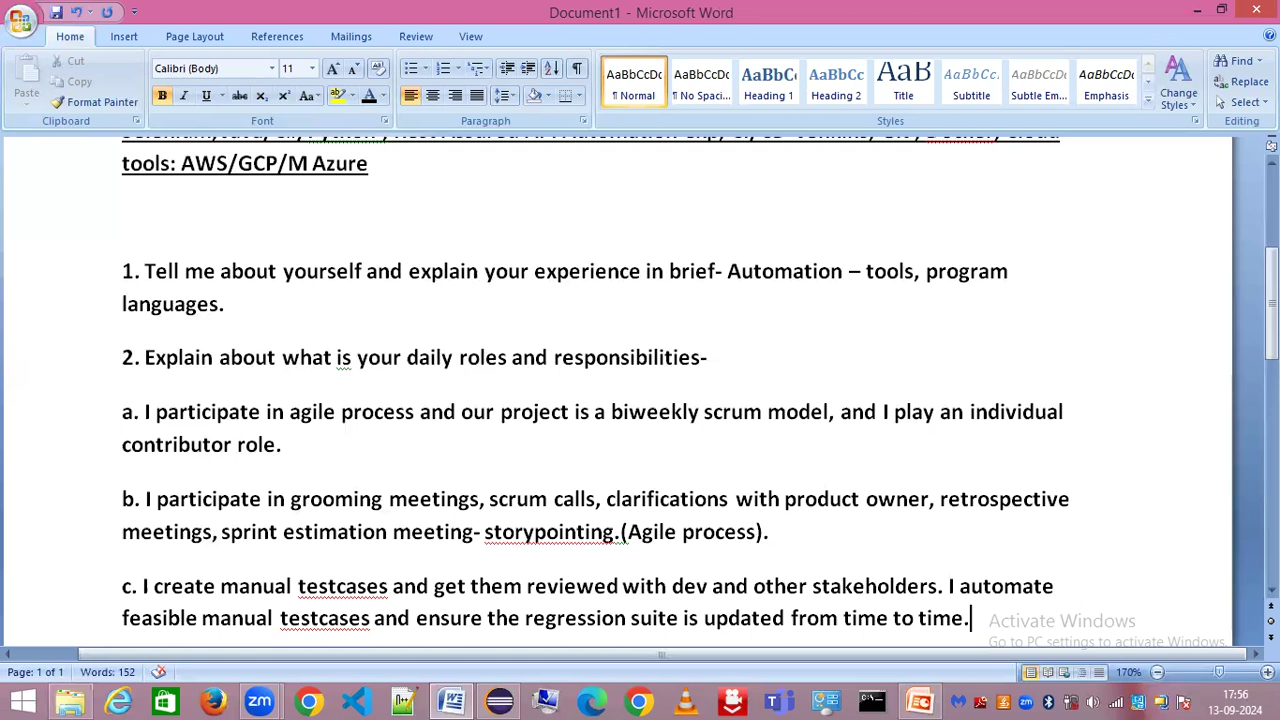 Document1 - Microsoft Word
Home Insert Page Layout References Mailings Review View
Paste
Cut
Copy
Format Painter
Clipboard
Calibri (Body) 11
Font
Paragraph
AaBbCcDc AaBbCcDc AaBbCc AaBbCc AaB AaBbCc AaBbCcDc AaBbCcDc
¶ Normal ¶ No Spaci... Heading 1 Heading 2 Title Subtitle Subtle Em... Emphasis
Change Styles
Styles
Find
Replace
Select
Editing
tools: AWS/GCP/M Azure
1. Tell me about yourself and explain your experience in brief- Automation – tools, program
languages.
2. Explain about what is your daily roles and responsibilities-
a. I participate in agile process and our project is a biweekly scrum model, and I play an individual
contributor role.
b. I participate in grooming meetings, scrum calls, clarifications with product owner, retrospective
meetings, sprint estimation meeting- storypointing.(Agile process).
c. I create manual testcases and get them reviewed with dev and other stakeholders. I automate
feasible manual testcases and ensure the regression suite is updated from time to time.
Activate Windows
Go to PC settings to activate Windows.
Page: 1 of 1 Words: 152 170%
zm
17:56
13-09-2024